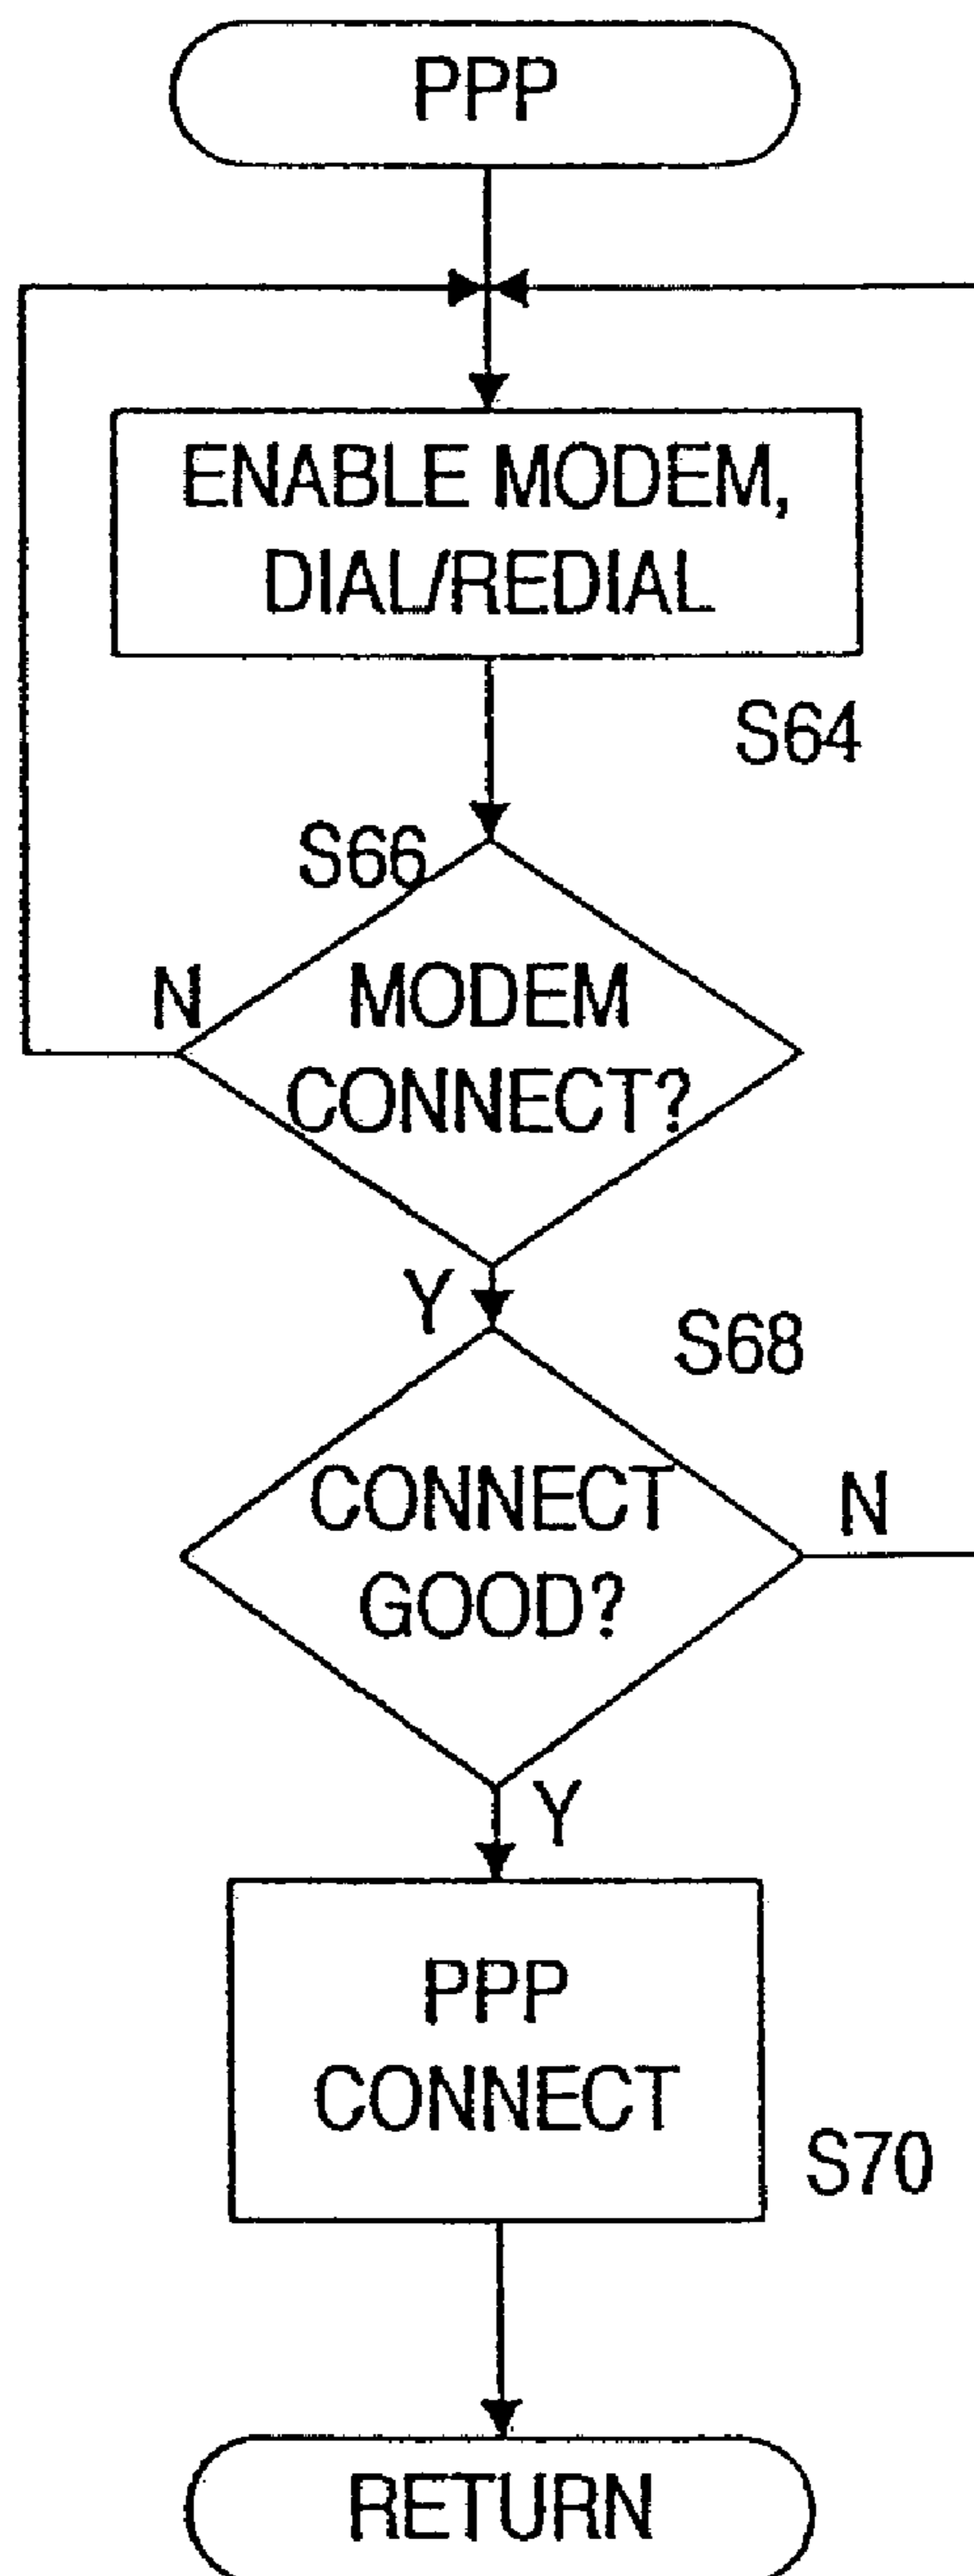 PPP
ENABLE MODEM,
DIAL/REDIAL
S64
S66
N
MODEM
CONNECT?
Y
S68
CONNECT
GOOD?
N
Y
PPP
CONNECT
S70
RETURN